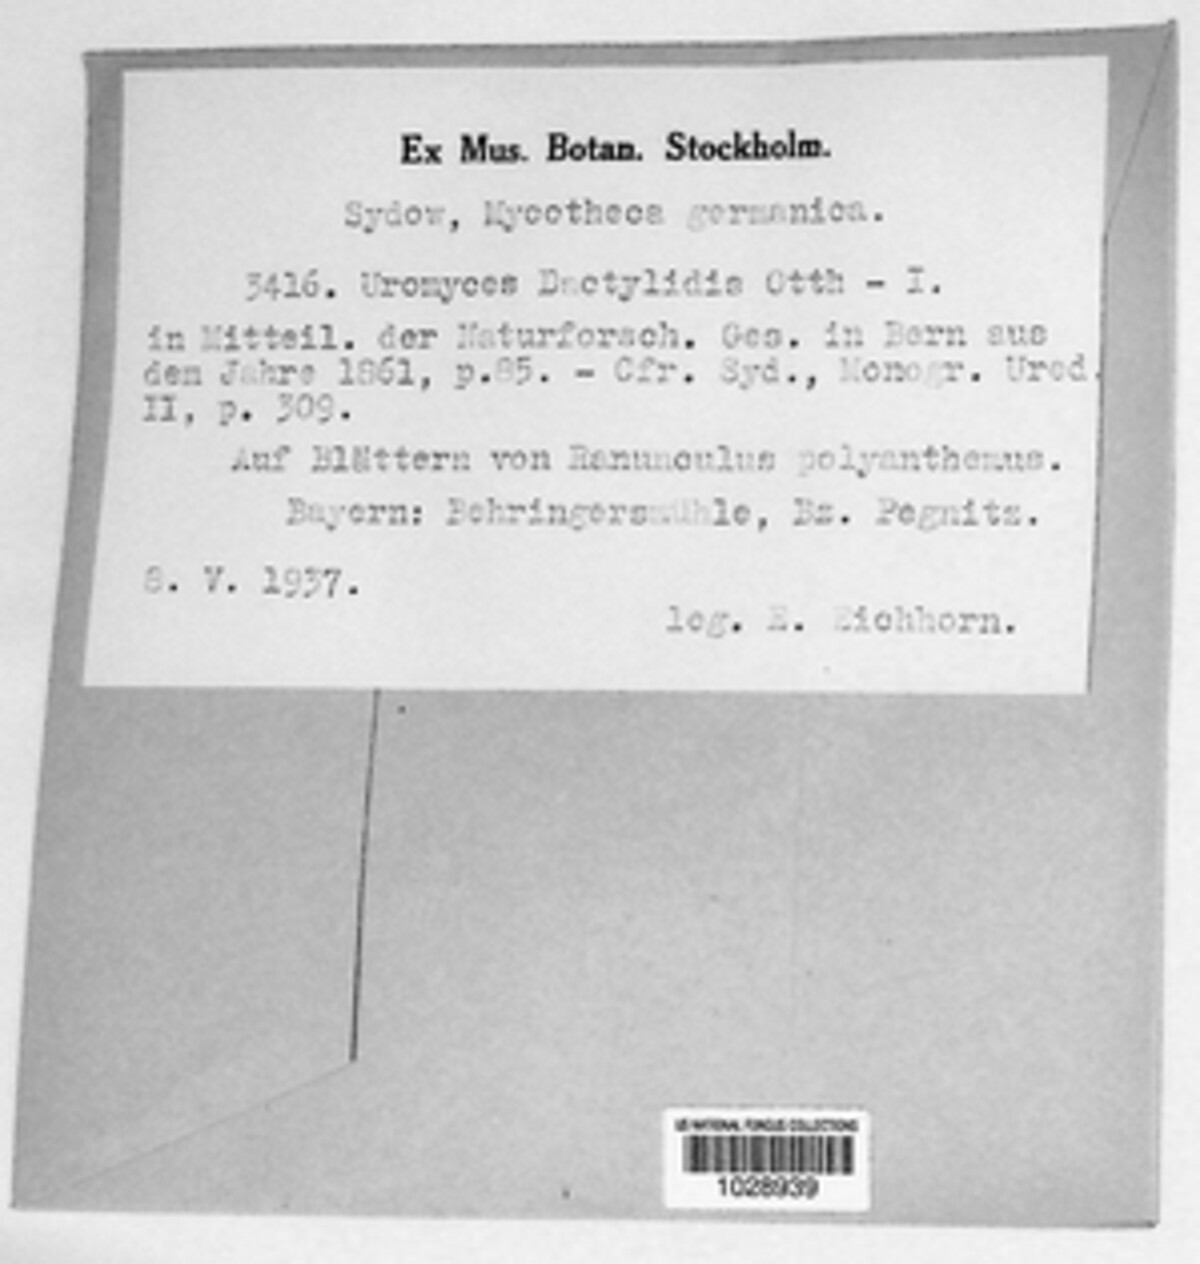 Ex Mus. Botan. Stockholm.
Sydow, Mycotheca germanica.
3416. Uromyces Dactylidis Otth - I.
in Mitteil. der Naturforsch. Ges. in Bern aus
dem Jahre 1861, p.85. - Cfr. Syd., Monogr. Ured.
II, p. 309.
Auf Blättern von Ranunculus polyanthemus.
Bayern: Behringersmühle, Bz. Pegnitz.
8. V. 1937.
leg. E. Eichhorn.
US NATIONAL FUNGUS COLLECTIONS
1028939